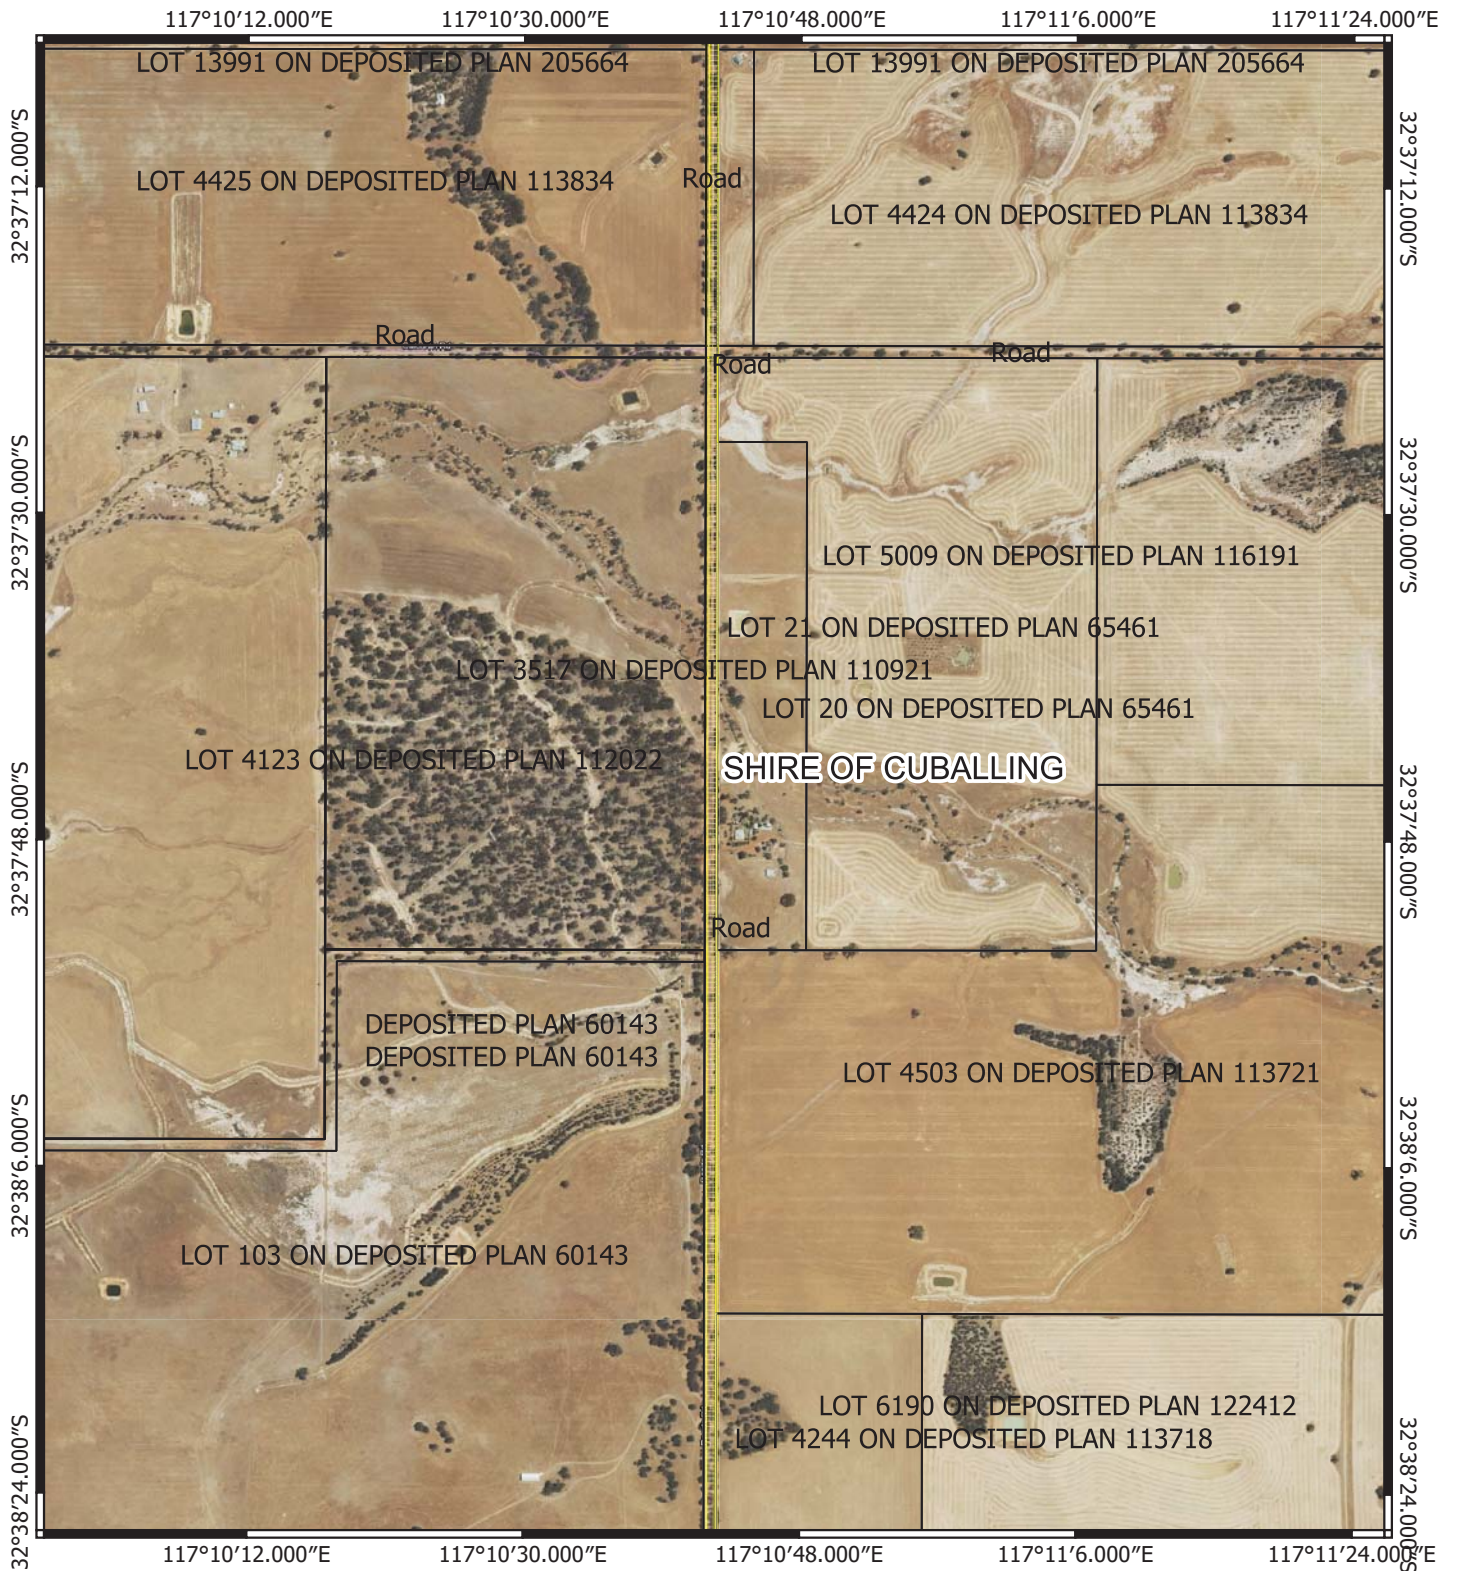 117°10′12.000″E 117°10′30.000″E 117°10′48.000″E 117°11′6.000″E 117°11′24.000″E
LOT 13991 ON DEPOSITED PLAN 205664
LOT 13991 ON DEPOSITED PLAN 205664
32°37′12.000″S
32°37′12.000″S
LOT 4425 ON DEPOSITED PLAN 113834
Road
LOT 4424 ON DEPOSITED PLAN 113834
Road
Road
Road
32°37′30.000″S
32°37′30.000″S
LOT 5009 ON DEPOSITED PLAN 116191
LOT 21 ON DEPOSITED PLAN 65461
LOT 3517 ON DEPOSITED PLAN 110921
LOT 20 ON DEPOSITED PLAN 65461
LOT 4123 ON DEPOSITED PLAN 112022
SHIRE OF CUBALLING
32°37′48.000″S
32°37′48.000″S
Road
DEPOSITED PLAN 60143
DEPOSITED PLAN 60143
LOT 4503 ON DEPOSITED PLAN 113721
32°38′6.000″S
32°38′6.000″S
LOT 103 ON DEPOSITED PLAN 60143
LOT 6190 ON DEPOSITED PLAN 122412
LOT 4244 ON DEPOSITED PLAN 113718
32°38′24.000″S
32°38′24.000″S
117°10′12.000″E 117°10′30.000″E 117°10′48.000″E 117°11′6.000″E 117°11′24.000″E